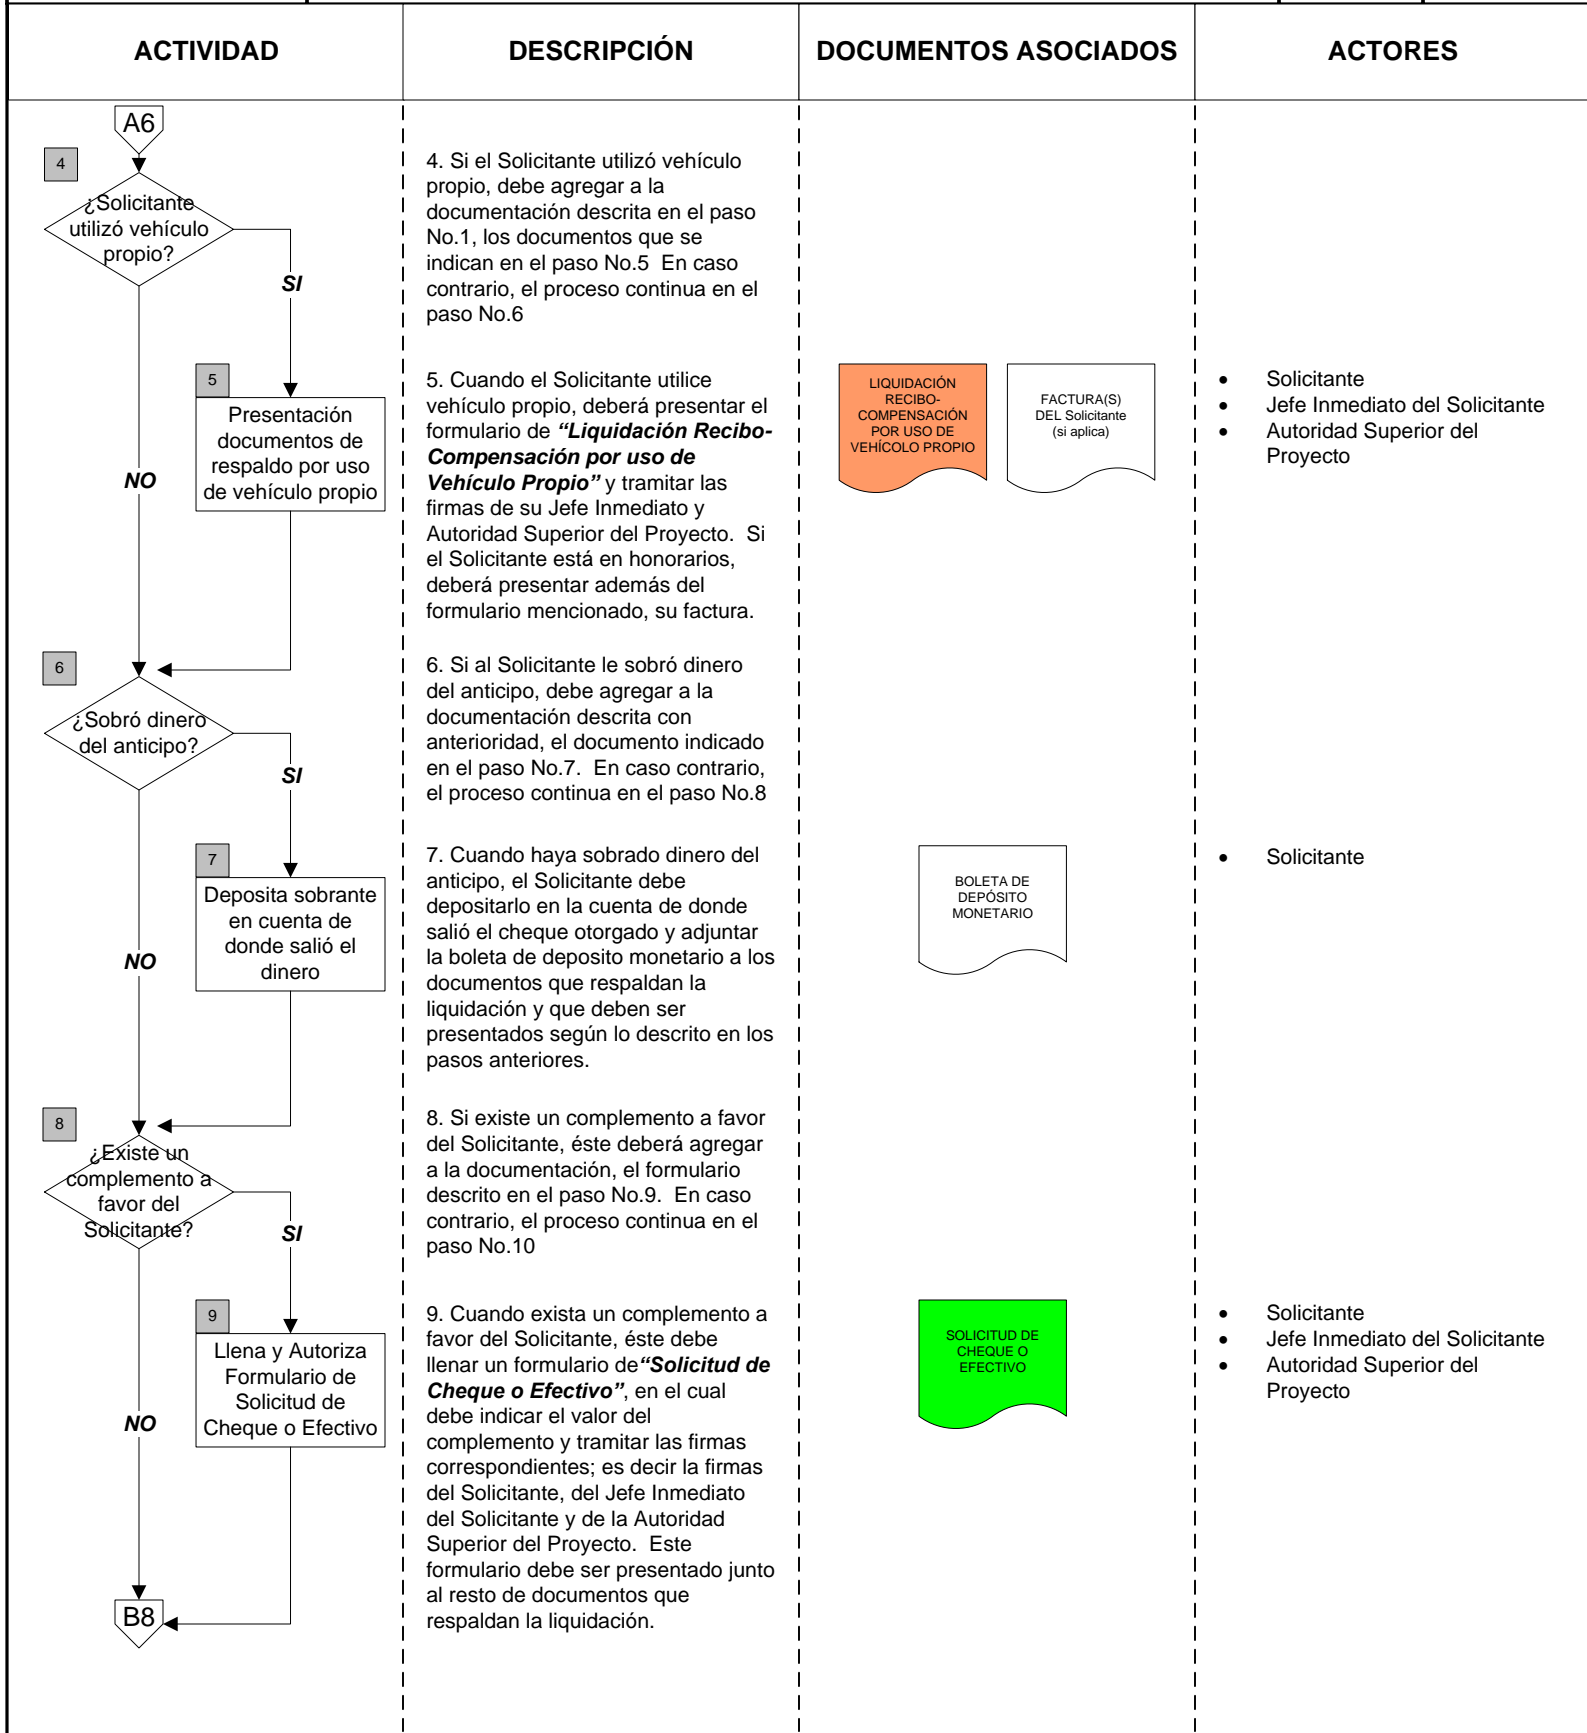 ACTIVIDAD
DESCRIPCIÓN
DOCUMENTOS ASOCIADOS
ACTORES
A6
4
¿Solicitante
utilizó vehículo
propio?
SI
NO
4. Si el Solicitante utilizó vehículo
propio, debe agregar a la
documentación descrita en el paso
No.1, los documentos que se
indican en el paso No.5  En caso
contrario, el proceso continua en el
paso No.6
5
Presentación
documentos de
respaldo por uso
de vehículo propio
5. Cuando el Solicitante utilice
vehículo propio, deberá presentar el
formulario de “Liquidación Recibo-
Compensación por uso de
Vehículo Propio” y tramitar las
firmas de su Jefe Inmediato y
Autoridad Superior del Proyecto.  Si
el Solicitante está en honorarios,
deberá presentar además del
formulario mencionado, su factura.
LIQUIDACIÓN
RECIBO-
COMPENSACIÓN
POR USO DE
VEHÍCOLO PROPIO
FACTURA(S)
DEL Solicitante
(si aplica)
• Solicitante
• Jefe Inmediato del Solicitante
• Autoridad Superior del
Proyecto
6
¿Sobró dinero
del anticipo?
SI
NO
6. Si al Solicitante le sobró dinero
del anticipo, debe agregar a la
documentación descrita con
anterioridad, el documento indicado
en el paso No.7.  En caso contrario,
el proceso continua en el paso No.8
7
Deposita sobrante
en cuenta de
donde salió el
dinero
7. Cuando haya sobrado dinero del
anticipo, el Solicitante debe
depositarlo en la cuenta de donde
salió el cheque otorgado y adjuntar
la boleta de deposito monetario a los
documentos que respaldan la
liquidación y que deben ser
presentados según lo descrito en los
pasos anteriores.
BOLETA DE
DEPÓSITO
MONETARIO
• Solicitante
8
¿Existe un
complemento a
favor del
Solicitante?
SI
NO
8. Si existe un complemento a favor
del Solicitante, éste deberá agregar
a la documentación, el formulario
descrito en el paso No.9.  En caso
contrario, el proceso continua en el
paso No.10
9
Llena y Autoriza
Formulario de
Solicitud de
Cheque o Efectivo
9. Cuando exista un complemento a
favor del Solicitante, éste debe
llenar un formulario de“Solicitud de
Cheque o Efectivo”, en el cual
debe indicar el valor del
complemento y tramitar las firmas
correspondientes; es decir la firmas
del Solicitante, del Jefe Inmediato
del Solicitante y de la Autoridad
Superior del Proyecto.  Este
formulario debe ser presentado junto
al resto de documentos que
respaldan la liquidación.
SOLICITUD DE
CHEQUE O
EFECTIVO
• Solicitante
• Jefe Inmediato del Solicitante
• Autoridad Superior del
Proyecto
B8